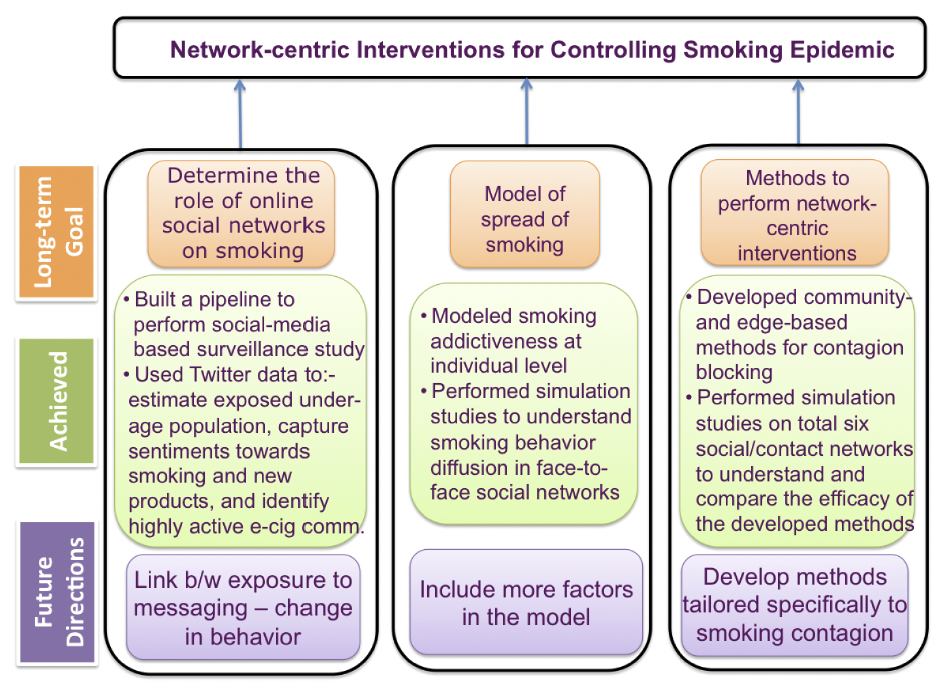 Network-centric Interventions for Controlling Smoking Epidemic
Long-term
Goal
Determine the
role of online
social networks
on smoking
Model of
spread of
smoking
Methods to
perform network-
centric
interventions
Achieved
• Built a pipeline to
perform social-media
based surveillance study
• Used Twitter data to:-
estimate exposed under-
age population, capture
sentiments towards
smoking and new
products, and identify
highly active e-cig comm.
• Modeled smoking
addictiveness at
individual level
• Performed simulation
studies to understand
smoking behavior
diffusion in face-to-
face social networks
• Developed community-
and edge-based
methods for contagion
blocking
• Performed simulation
studies on total six
social/contact networks
to understand and
compare the efficacy of
the developed methods
Future
Directions
Link b/w exposure to
messaging – change
in behavior
Include more factors
in the model
Develop methods
tailored specifically to
smoking contagion